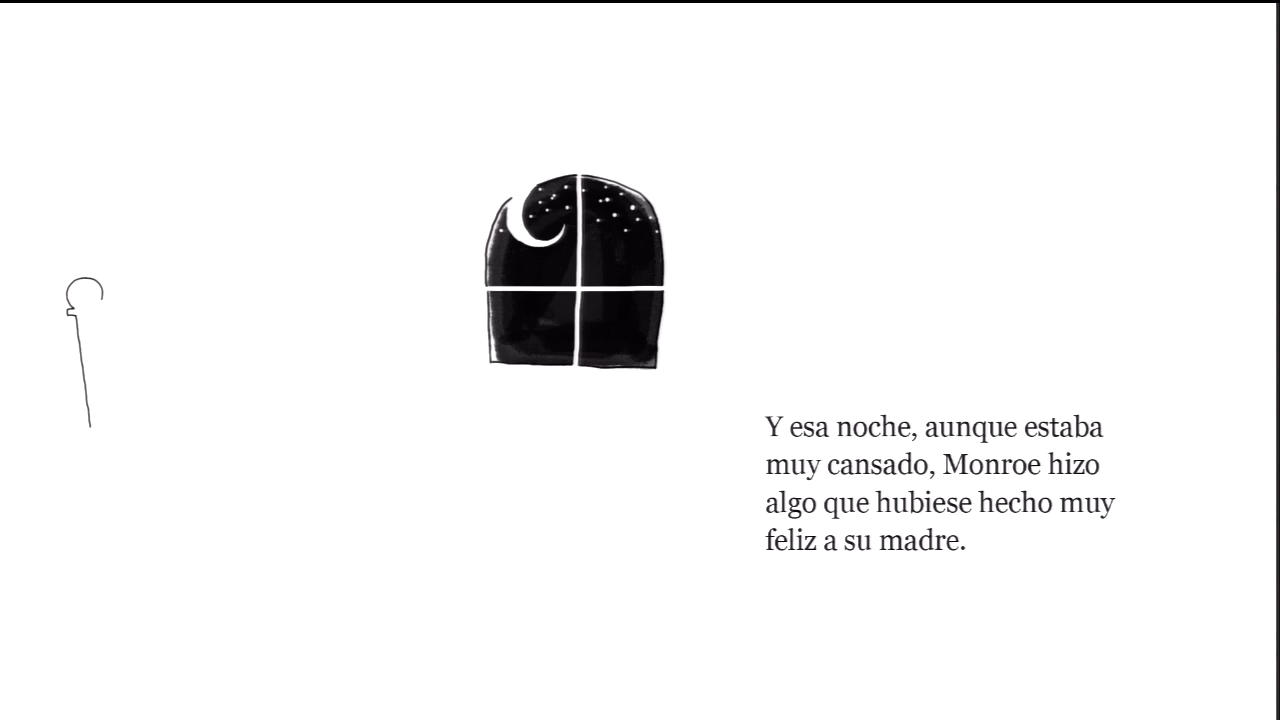 Y esa noche, aunque estaba
muy cansado, Monroe hizo
algo que hubiese hecho muy
feliz a su madre.